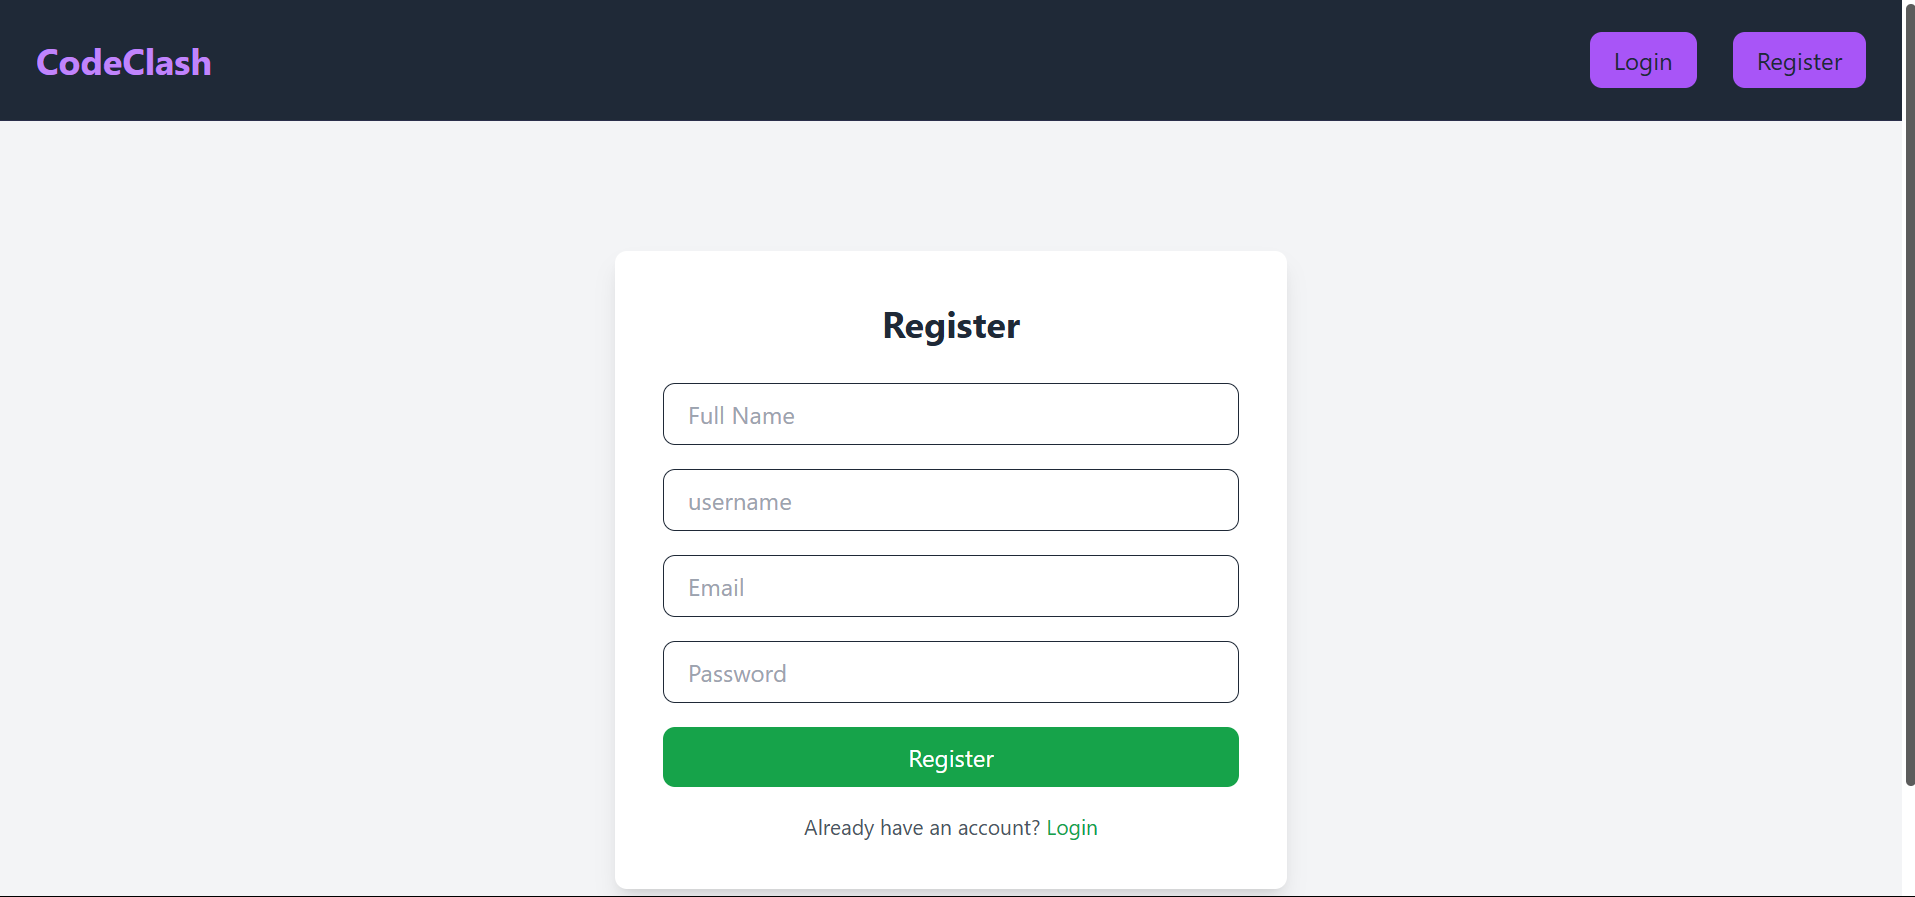 CodeClash
Login
Register
Register
Full Name
username
Email
Password
Register
Already have an account? Login